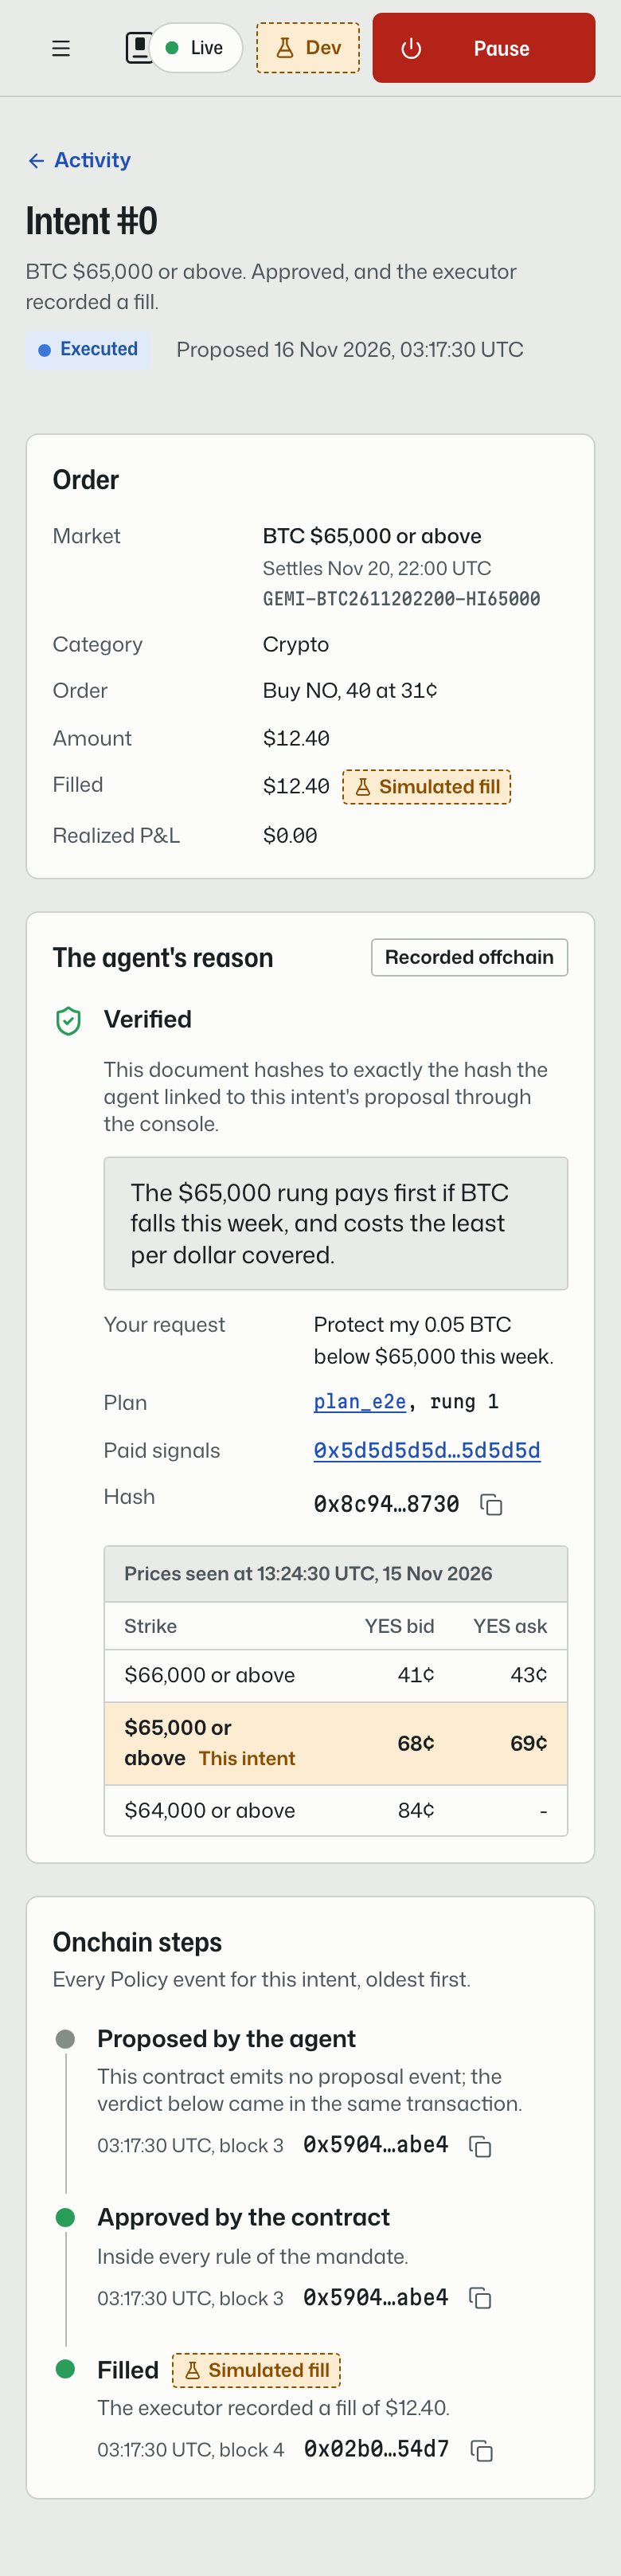 Live
Dev
Pause
Activity
Intent #0
BTC $65,000 or above. Approved, and the executor
recorded a fill.
Executed
Proposed 16 Nov 2026, 03:17:30 UTC
Order
Market
BTC $65,000 or above
Settles Nov 20, 22:00 UTC
GEMI-BTC2611202200-HI65000
Category
Crypto
Order
Buy NO, 40 at 31¢
Amount
$12.40
Filled
$12.40
Simulated fill
Realized P&L
$0.00
The agent's reason
Recorded offchain
Verified
This document hashes to exactly the hash the
agent linked to this intent's proposal through
the console.
The $65,000 rung pays first if BTC
falls this week, and costs the least
per dollar covered.
Your request
Protect my 0.05 BTC
below $65,000 this week.
Plan
plan_e2e, rung 1
Paid signals
0x5d5d5d5d…5d5d5d
Hash
0x8c94…8730
Prices seen at 13:24:30 UTC, 15 Nov 2026
Strike YES bid YES ask
$66,000 or above 41¢ 43¢
$65,000 or
above This intent 68¢ 69¢
$64,000 or above 84¢ -
Onchain steps
Every Policy event for this intent, oldest first.
Proposed by the agent
This contract emits no proposal event; the
verdict below came in the same transaction.
03:17:30 UTC, block 3 0x5904…abe4
Approved by the contract
Inside every rule of the mandate.
03:17:30 UTC, block 3 0x5904…abe4
Filled Simulated fill
The executor recorded a fill of $12.40.
03:17:30 UTC, block 4 0x02b0…54d7